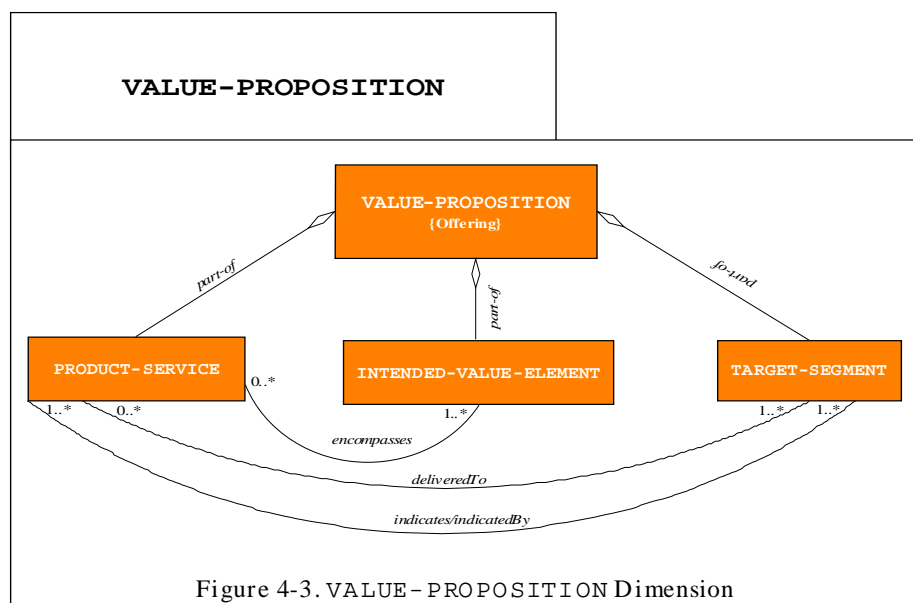 VALUE-PROPOSITION
VALUE-PROPOSITION
{Offering}
part-of
part-of
part-of
PRODUCT-SERVICE
INTENDED-VALUE-ELEMENT
TARGET-SEGMENT
0..*
1..*
0..*
1..*
1..*
1..*
encompasses
deliveredTo
indicates/indicatedBy
Figure 4-3. VALUE-PROPOSITION Dimension